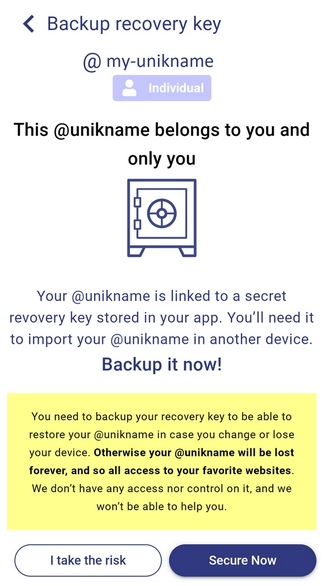 Backup recovery key
@ my-unikname
Individual
This @unikname belongs to you and
only you
Your @unikname is linked to a secret
revovery key stored in your app. You'll need it
to import your @unikname in another device.
Backup it now!
You need to backup your recovery key to be able to
restore your @unikname in case you change or lose
your device. Otherwise your @unikname will be lost
forever, and so all access to your favorite websites.
We don't have any access nor control on it, and we
won't be able to help you.
I take the risk
Secure Now